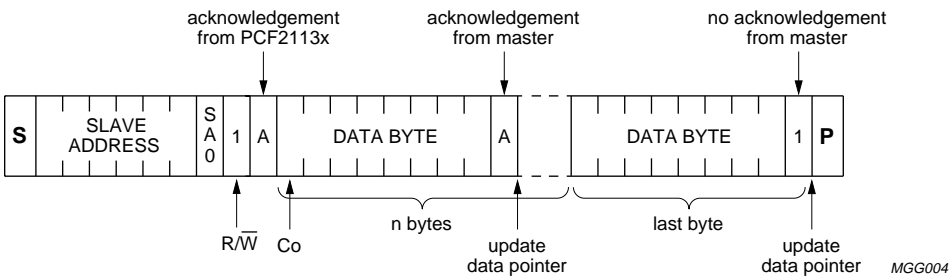 acknowledgement
from PCF2113x
acknowledgement
from master
no acknowledgement
from master
S
SLAVE
ADDRESS
S
A
0
1
A
DATA BYTE
A
DATA BYTE
1
P
n bytes
last byte
R/W̅
Co
update
data pointer
update
data pointer
MGG004